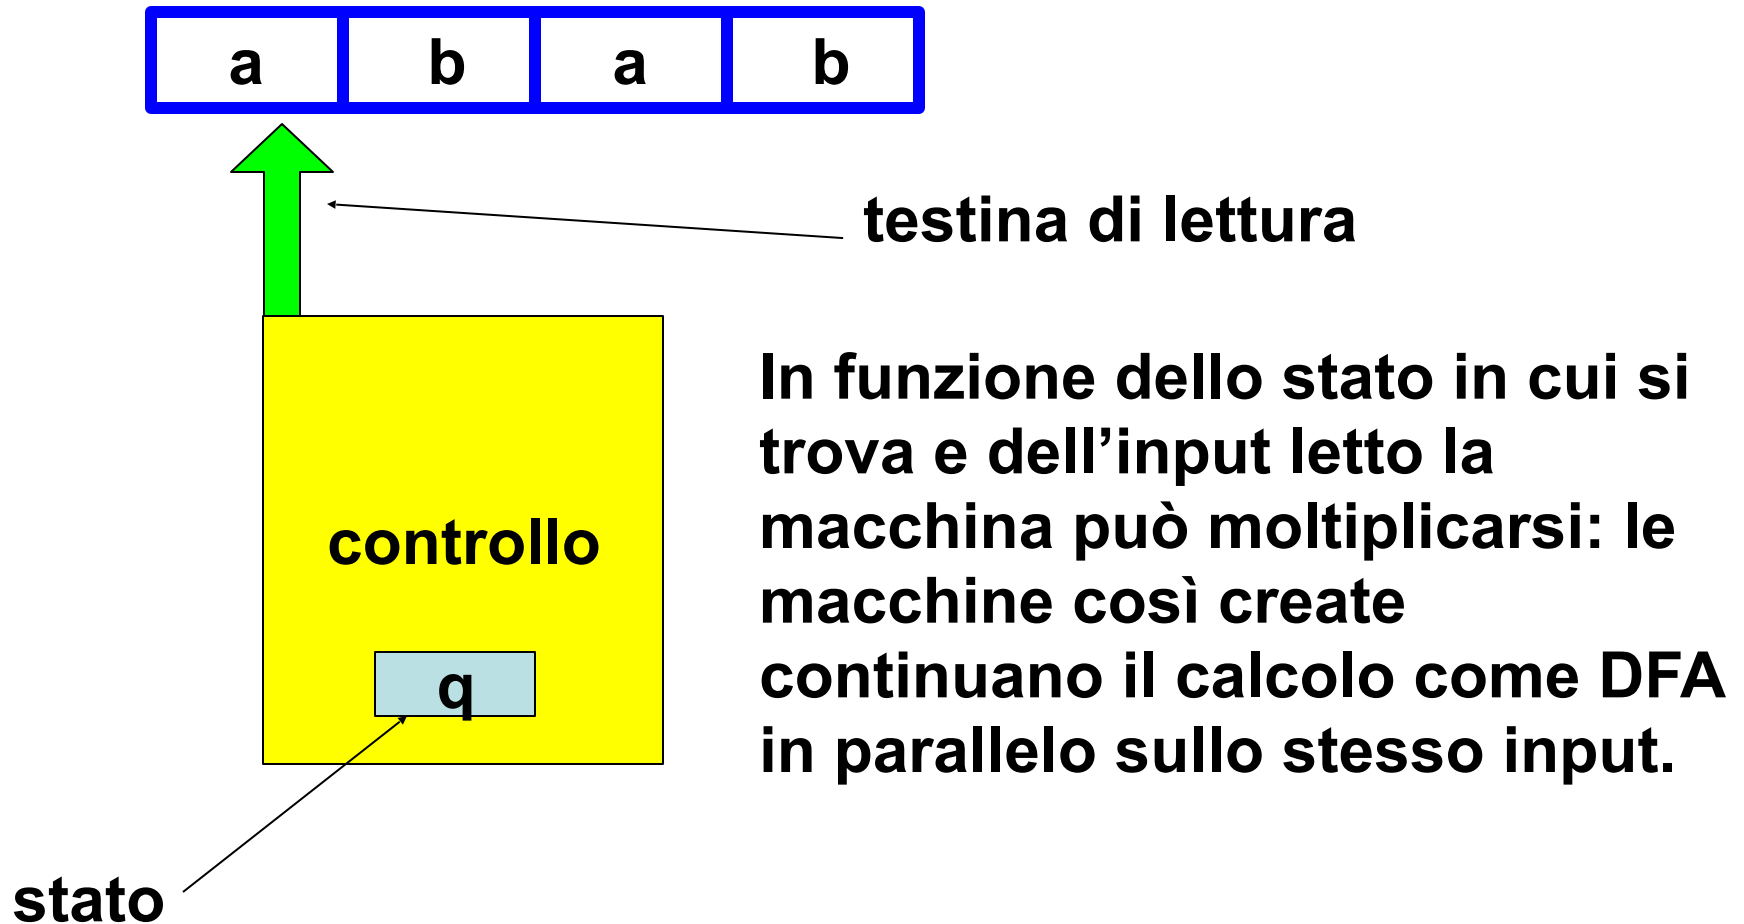 a b a b
testina di lettura
In funzione dello stato in cui si
trova e dell’input letto la
macchina può moltiplicarsi: le
macchine così create
continuano il calcolo come DFA
in parallelo sullo stesso input.
controllo
q
stato